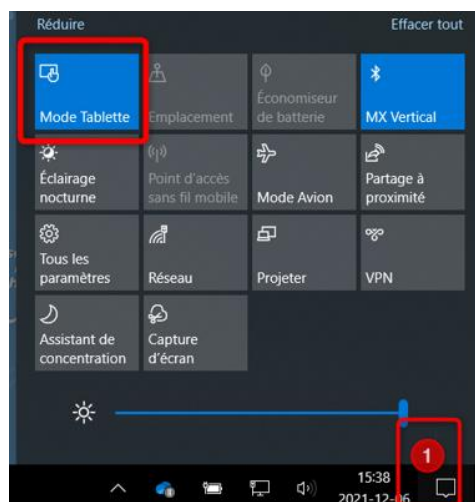 Réduire
Effacer tout
Mode Tablette
Emplacement
Économiseur
de batterie
MX Vertical
Éclairage
nocturne
Point d'accès
sans fil mobile
Mode Avion
Partage à
proximité
Tous les
paramètres
Réseau
Projeter
VPN
Assistant de
concentration
Capture
d'écran
1
15:38
2021-12-06